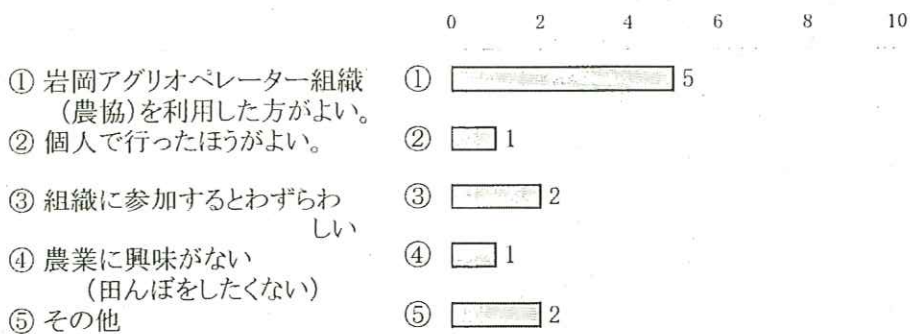 0 2 4 6 8 10
① 岩岡アグリオペレーター組織 ① 5
(農協)を利用した方がよい。
② 個人で行ったほうがよい。 ② 1
③ 組織に参加するとわずらわ ③ 2
しい
④ 農業に興味がない ④ 1
(田んぼをしたくない)
⑤ その他 ⑤ 2